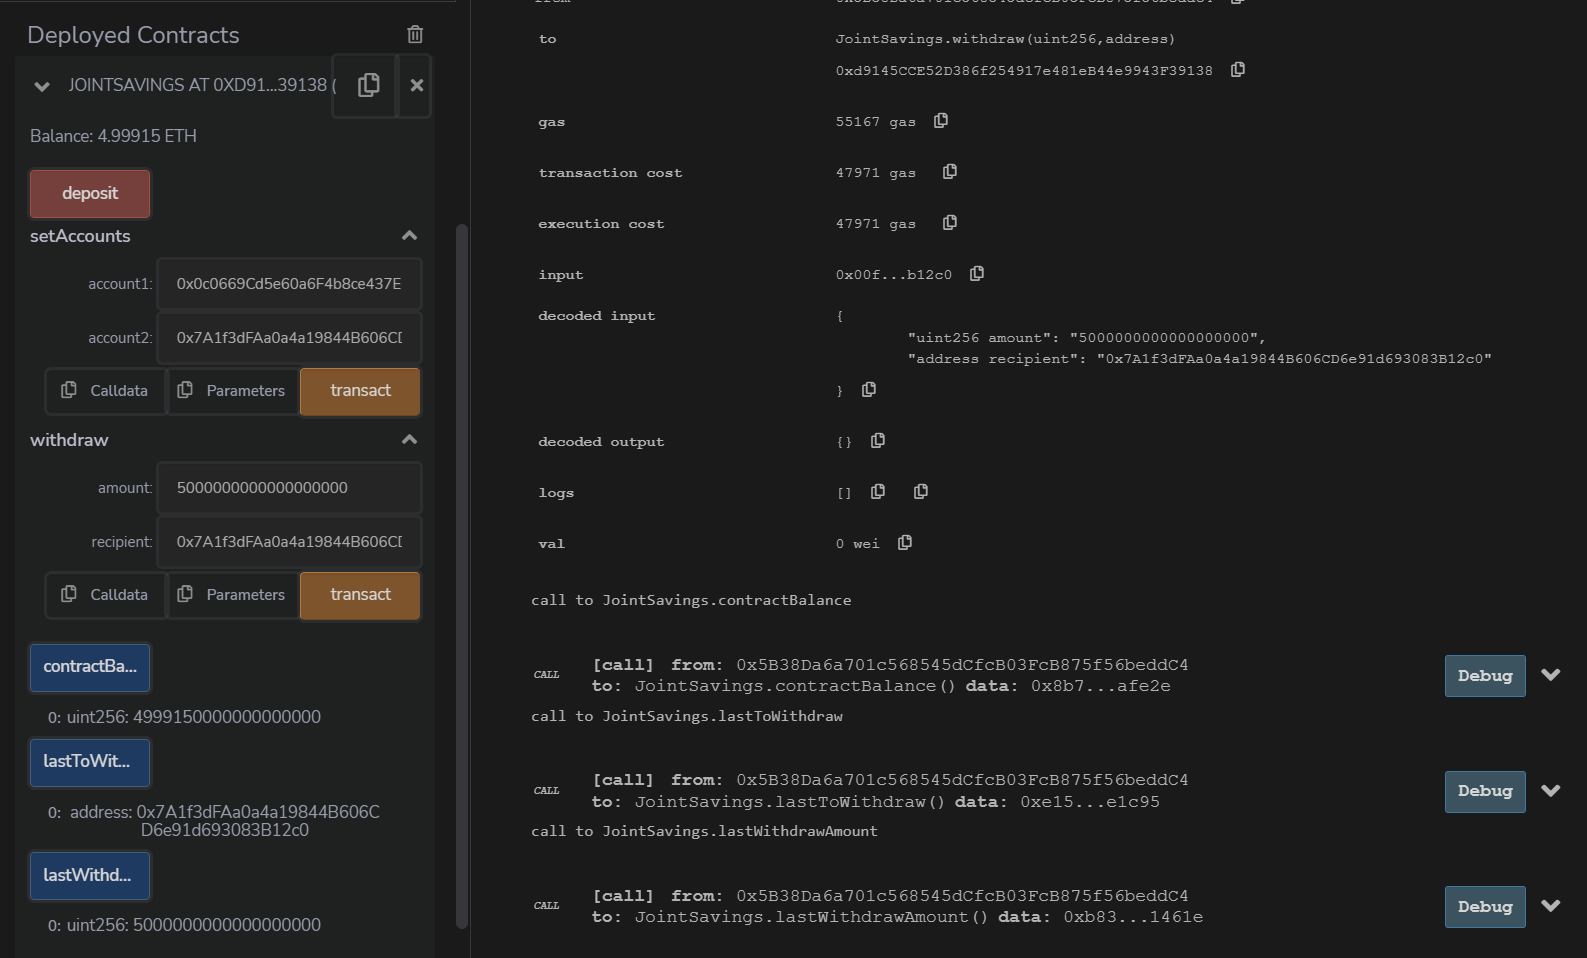 Deployed Contracts
JOINTSAVINGS AT 0XD91...39138 (
Balance: 4.99915 ETH
deposit
setAccounts
account1: 0x0c0669Cd5e60a6F4b8ce437E
account2: 0x7A1f3dFAa0a4a19844B606CD
Calldata Parameters transact
withdraw
amount: 5000000000000000000
recipient: 0x7A1f3dFAa0a4a19844B606CD
Calldata Parameters transact
contractBa...
0: uint256: 4999150000000000000
lastToWit...
0: address: 0x7A1f3dFAa0a4a19844B606C
D6e91d693083B12c0
lastWithd...
0: uint256: 5000000000000000000
to JointSavings.withdraw(uint256,address)
0xd9145CCE52D386f254917e481eB44e9943F39138
gas 55167 gas
transaction cost 47971 gas
execution cost 47971 gas
input 0x00f...b12c0
decoded input {
"uint256 amount": "5000000000000000000",
"address recipient": "0x7A1f3dFAa0a4a19844B606CD6e91d693083B12c0"
}
decoded output {}
logs []
val 0 wei
call to JointSavings.contractBalance
CALL [call] from: 0x5B38Da6a701c568545dCfcB03FcB875f56beddC4
to: JointSavings.contractBalance() data: 0x8b7...afe2e
Debug
call to JointSavings.lastToWithdraw
CALL [call] from: 0x5B38Da6a701c568545dCfcB03FcB875f56beddC4
to: JointSavings.lastToWithdraw() data: 0xe15...e1c95
Debug
call to JointSavings.lastWithdrawAmount
CALL [call] from: 0x5B38Da6a701c568545dCfcB03FcB875f56beddC4
to: JointSavings.lastWithdrawAmount() data: 0xb83...1461e
Debug